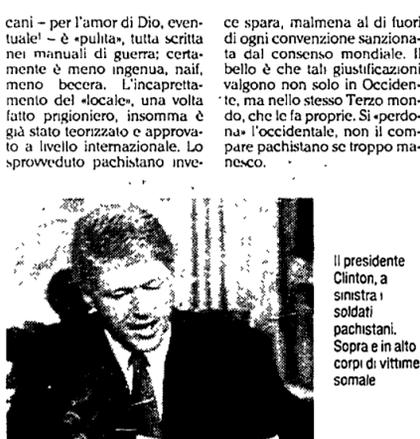 cani – per l'amor di Dio, even-
tuale! – è «pulita», tutta scritta
nei manuali di guerra; certa-
mente è meno ingenua, naif,
meno becera. L'incapretta-
mento del «locale», una volta
fatto prigioniero, insomma è
già stato teorizzato e approva-
to a livello internazionale. Lo
sprovveduto pachistano inve-
ce spara, malmena al di fuori
di ogni convenzione sanziona-
ta dal consenso mondiale. Il
bello è che tali giustificazioni
valgono non solo in Occiden-
te, ma nello stesso Terzo mon-
do, che le fa proprie. Si «perdo-
na» l'occidentale, non il com-
pare pachistano se troppo ma-
nesco.
Il presidente
Clinton, a
sinistra i
soldati
pachistani.
Sopra e in alto
corpi di vittime
somale